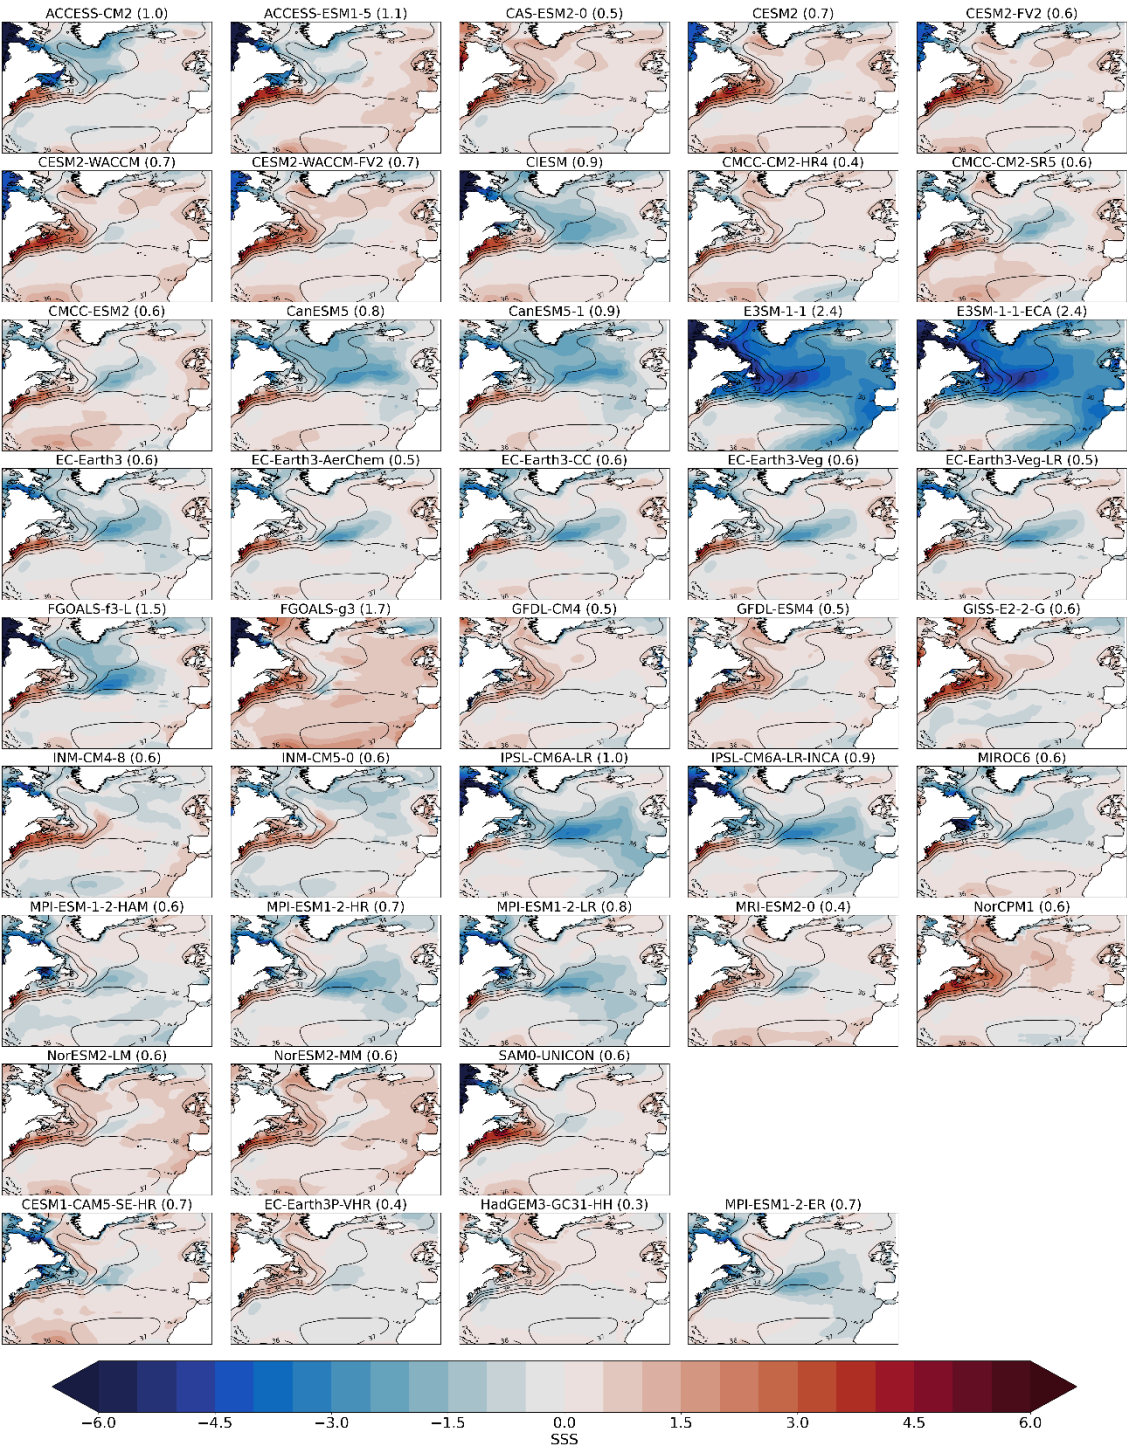 ACCESS-CM2 (1.0) ACCESS-ESM1-5 (1.1) CAS-ESM2-0 (0.5) CESM2 (0.7) CESM2-FV2 (0.6)
CESM2-WACCM (0.7) CESM2-WACCM-FV2 (0.7) CIESM (0.9) CMCC-CM2-HR4 (0.4) CMCC-CM2-SR5 (0.6)
CMCC-ESM2 (0.6) CanESM5 (0.8) CanESM5-1 (0.9) E3SM-1-1 (2.4) E3SM-1-1-ECA (2.4)
EC-Earth3 (0.6) EC-Earth3-AerChem (0.5) EC-Earth3-CC (0.6) EC-Earth3-Veg (0.6) EC-Earth3-Veg-LR (0.5)
FGOALS-f3-L (1.5) FGOALS-g3 (1.7) GFDL-CM4 (0.5) GFDL-ESM4 (0.5) GISS-E2-2-G (0.6)
INM-CM4-8 (0.6) INM-CM5-0 (0.6) IPSL-CM6A-LR (1.0) IPSL-CM6A-LR-INCA (0.9) MIROC6 (0.6)
MPI-ESM-1-2-HAM (0.6) MPI-ESM1-2-HR (0.7) MPI-ESM1-2-LR (0.8) MRI-ESM2-0 (0.4) NorCPM1 (0.6)
NorESM2-LM (0.6) NorESM2-MM (0.6) SAM0-UNICON (0.6)
CESM1-CAM5-SE-HR (0.7) EC-Earth3P-VHR (0.4) HadGEM3-GC31-HH (0.3) MPI-ESM1-2-ER (0.7)
−6.0 −4.5 −3.0 −1.5 0.0 1.5 3.0 4.5 6.0
SSS